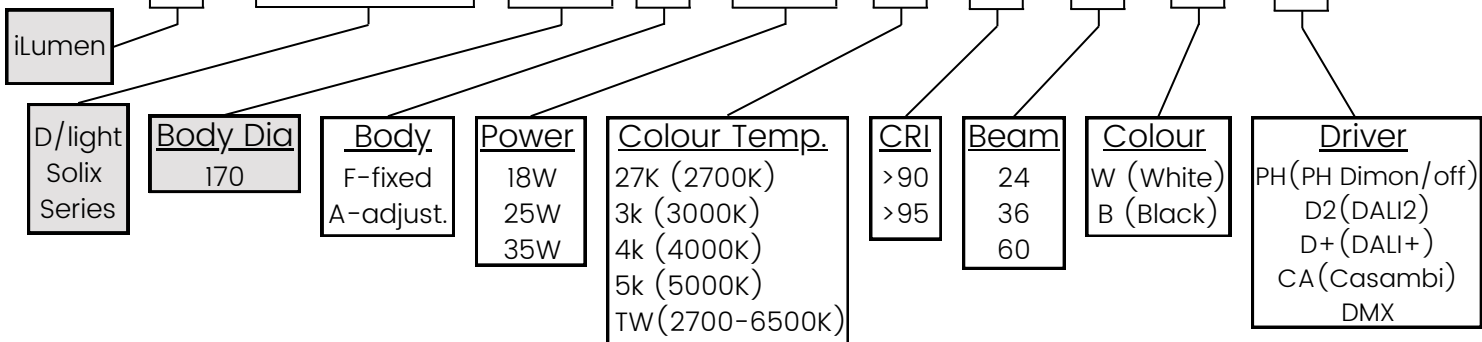 iLumen
D/light
Solix
Series
Body Dia
170
Body
F-fixed
A-adjust.
Power
18W
25W
35W
Colour Temp.
27K (2700K)
3k (3000K)
4k (4000K)
5k (5000K)
TW(2700-6500K)
CRI
>90
>95
Beam
24
36
60
Colour
W (White)
B (Black)
Driver
PH(PH Dimon/off)
D2(DALI2)
D+(DALI+)
CA(Casambi)
DMX